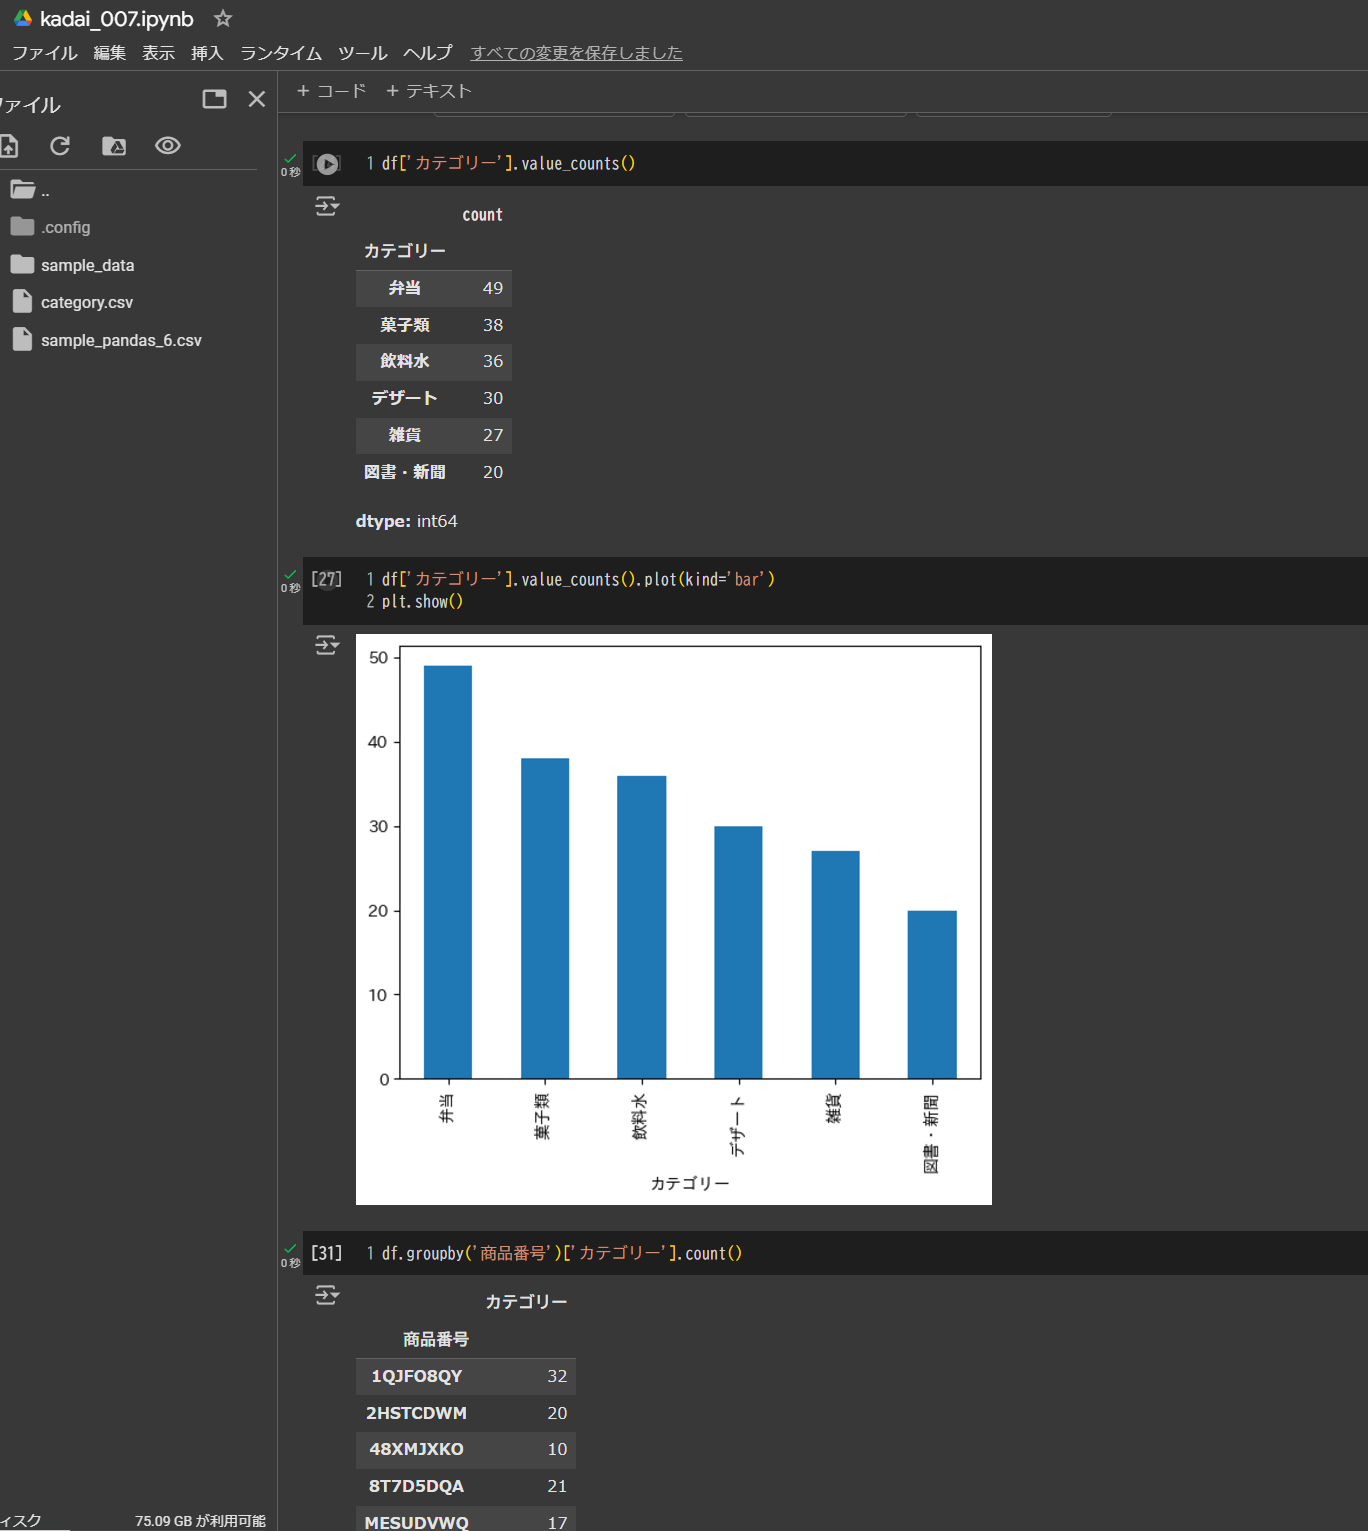 kadai_007.ipynb
ファイル 編集 表示 挿入 ランタイム ツール ヘルプ すべての変更を保存しました
ファイル
+ コード + テキスト
..
.config
sample_data
category.csv
sample_pandas_6.csv
0秒
1 df['カテゴリー'].value_counts()
count
カテゴリー
弁当 49
菓子類 38
飲料水 36
デザート 30
雑貨 27
図書・新聞 20
dtype: int64
0秒
[27] 1 df['カテゴリー'].value_counts().plot(kind='bar')
2 plt.show()
50
40
30
20
10
0
弁当
菓子類
飲料水
デザート
雑貨
図書・新聞
カテゴリー
0秒
[31] 1 df.groupby('商品番号')['カテゴリー'].count()
カテゴリー
商品番号
1QJFO8QY 32
2HSTCDWM 20
48XMJXKO 10
8T7D5DQA 21
MESUDVWQ 17
ィスク 75.09 GB が利用可能